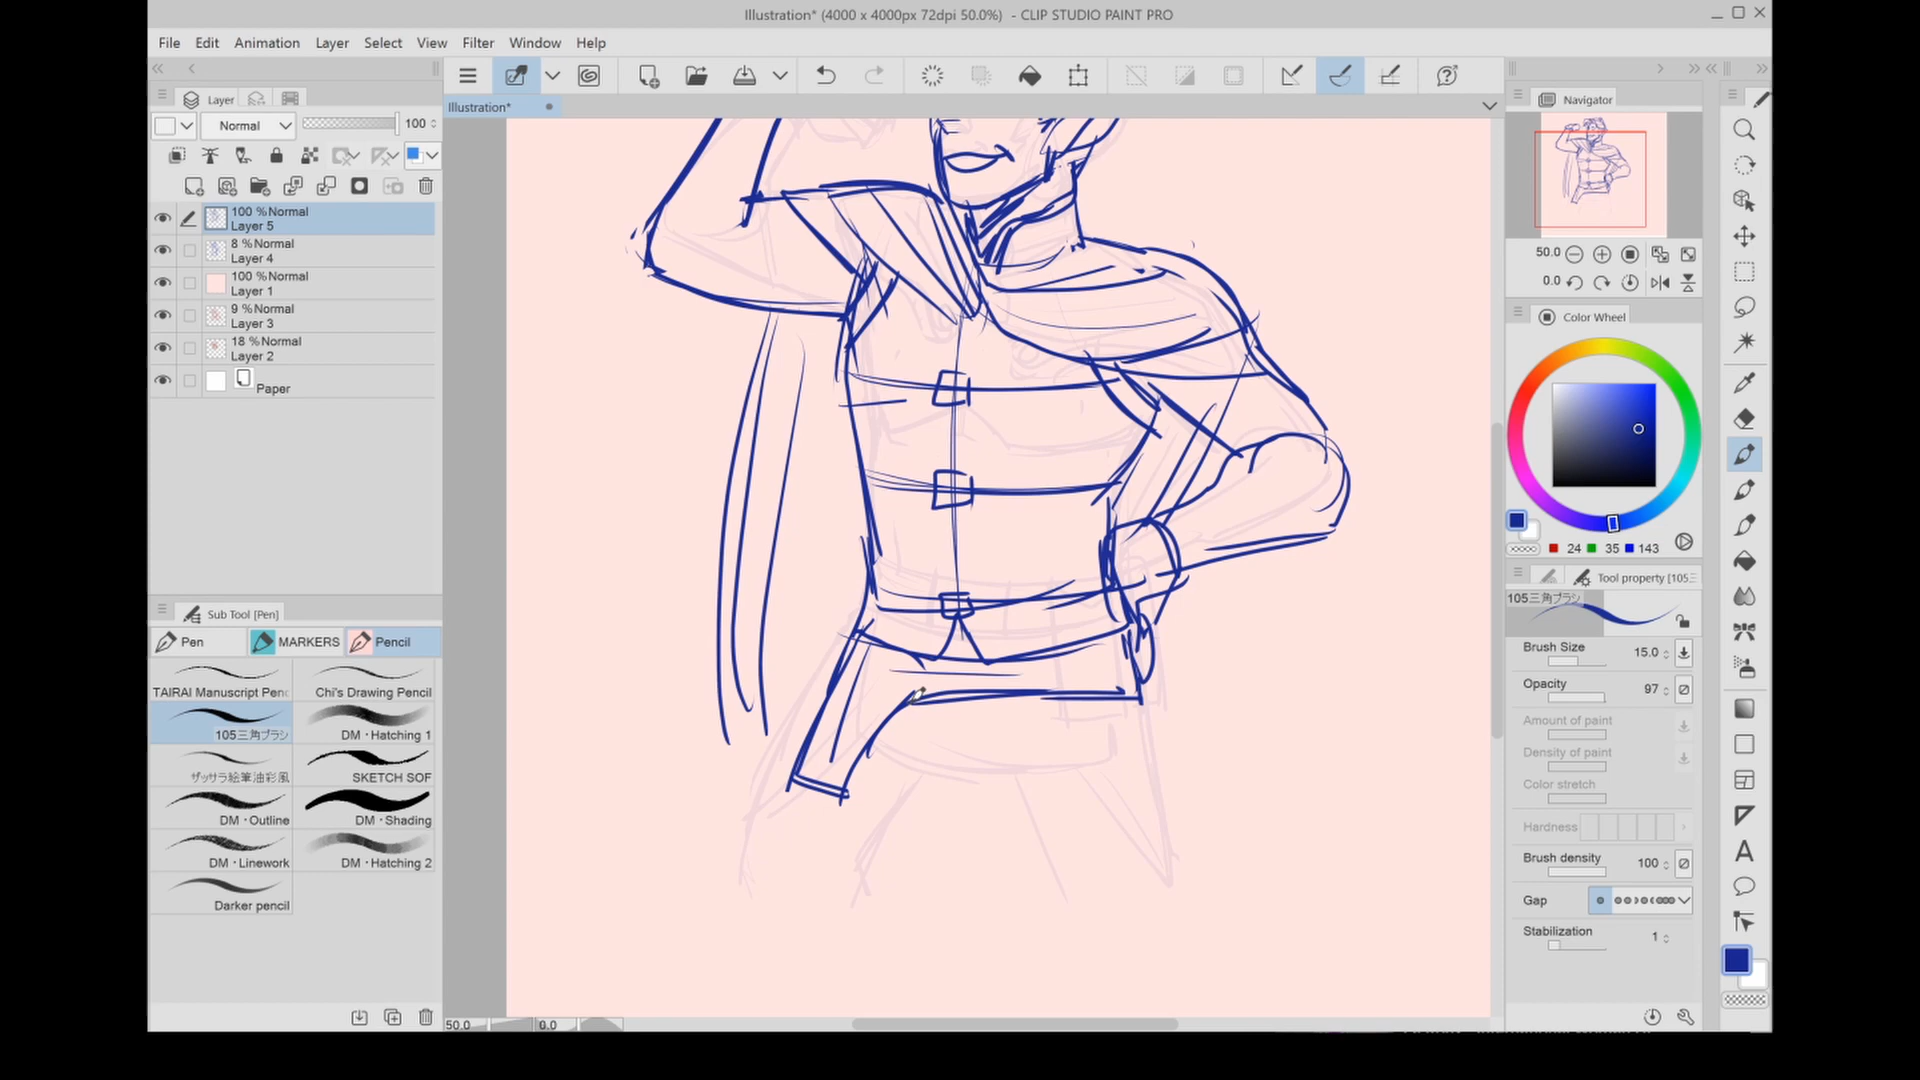 Illustration* (4000 x 4000px 72dpi 50.0%) - CLIP STUDIO PAINT PRO
File Edit Animation Layer Select View Filter Window Help
Illustration*
Layer
Normal 100
100 %Normal
Layer 5
8 %Normal
Layer 4
100 %Normal
Layer 1
9 %Normal
Layer 3
18 %Normal
Layer 2
Paper
Sub Tool [Pen]
Pen MARKERS Pencil
TAIRAI Manuscript Penc Chi's Drawing Pencil
105三角ブラシ DM・Hatching 1
ザッサラ絵筆油彩風 SKETCH SOF
DM・Outline DM・Shading
DM・Linework DM・Hatching 2
Darker pencil
50.0 0.0
Navigator
50.0
0.0
Color Wheel
24 35 143
Tool property [105三
105三角ブラシ
Brush Size 15.0
Opacity 97
Amount of paint
Density of paint
Color stretch
Hardness
Brush density 100
Gap
Stabilization 1